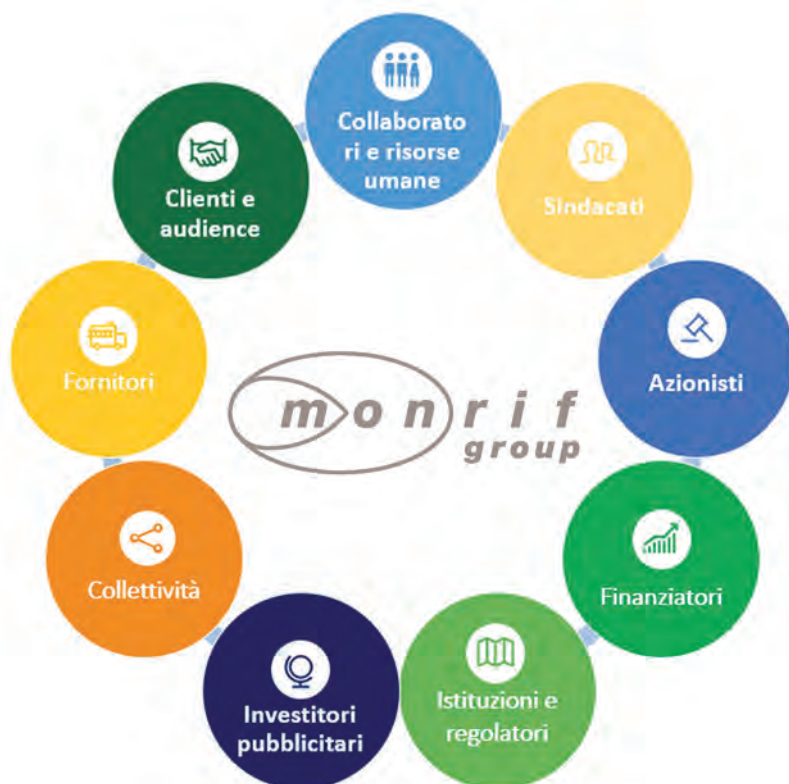 Collaborato
ri e risorse
umane
Sindacati
Azionisti
Finanziatori
Istituzioni e
regolatori
Investitori
pubblicitari
Collettività
Fornitori
Clienti e
audience
monrif
group